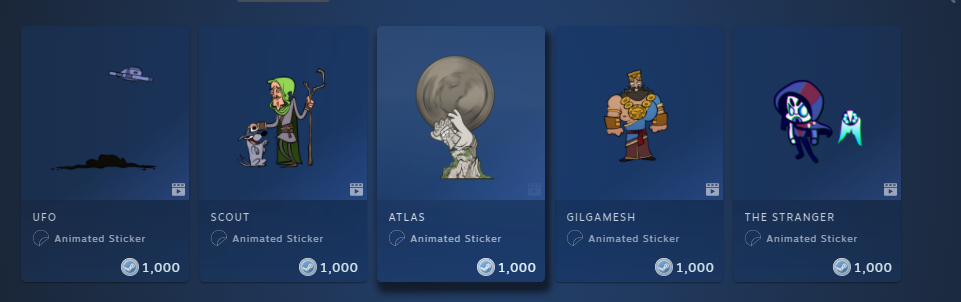 UFO
Animated Sticker
1,000
SCOUT
Animated Sticker
1,000
ATLAS
Animated Sticker
1,000
GILGAMESH
Animated Sticker
1,000
THE STRANGER
Animated Sticker
1,000